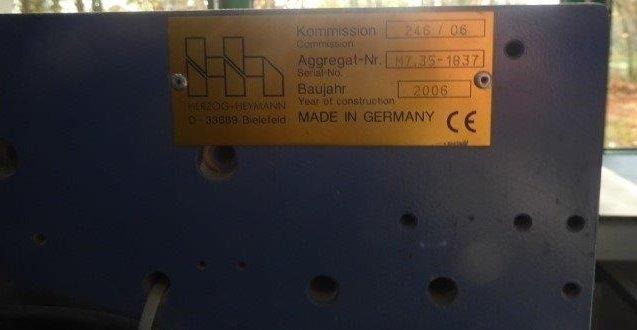 Kommission 246 / 06
Commission
Aggregat-Nr. M7.35-1837
Serial-No.
Baujahr 2006
Year of construction
HERZOG+HEYMANN
D - 33689 Bielefeld MADE IN GERMANY CE